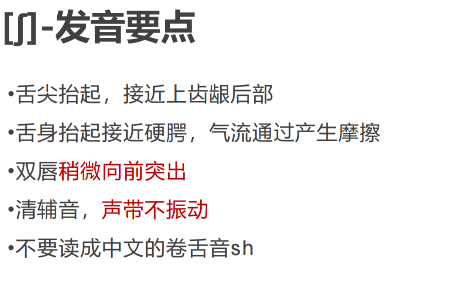 [ʃ]-发音要点
•舌尖抬起，接近上齿龈后部
•舌身抬起接近硬腭，气流通过产生摩擦
•双唇稍微向前突出
•清辅音，声带不振动
•不要读成中文的卷舌音sh